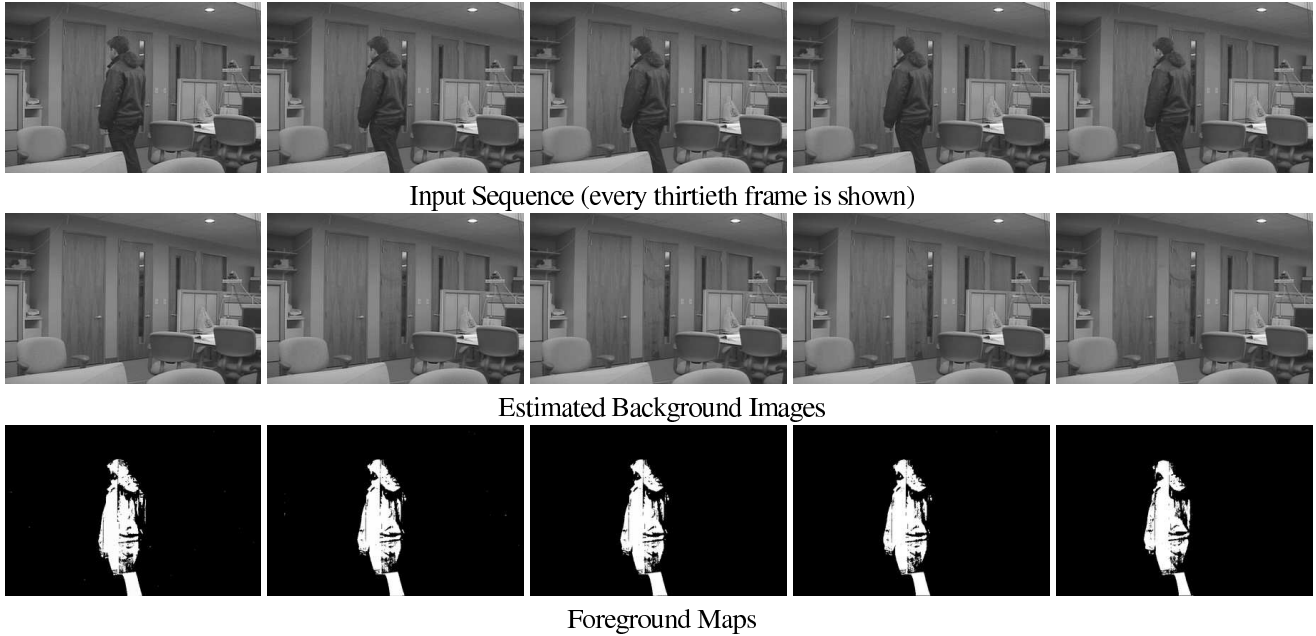 Input Sequence (every thirtieth frame is shown)
Estimated Background Images
Foreground Maps